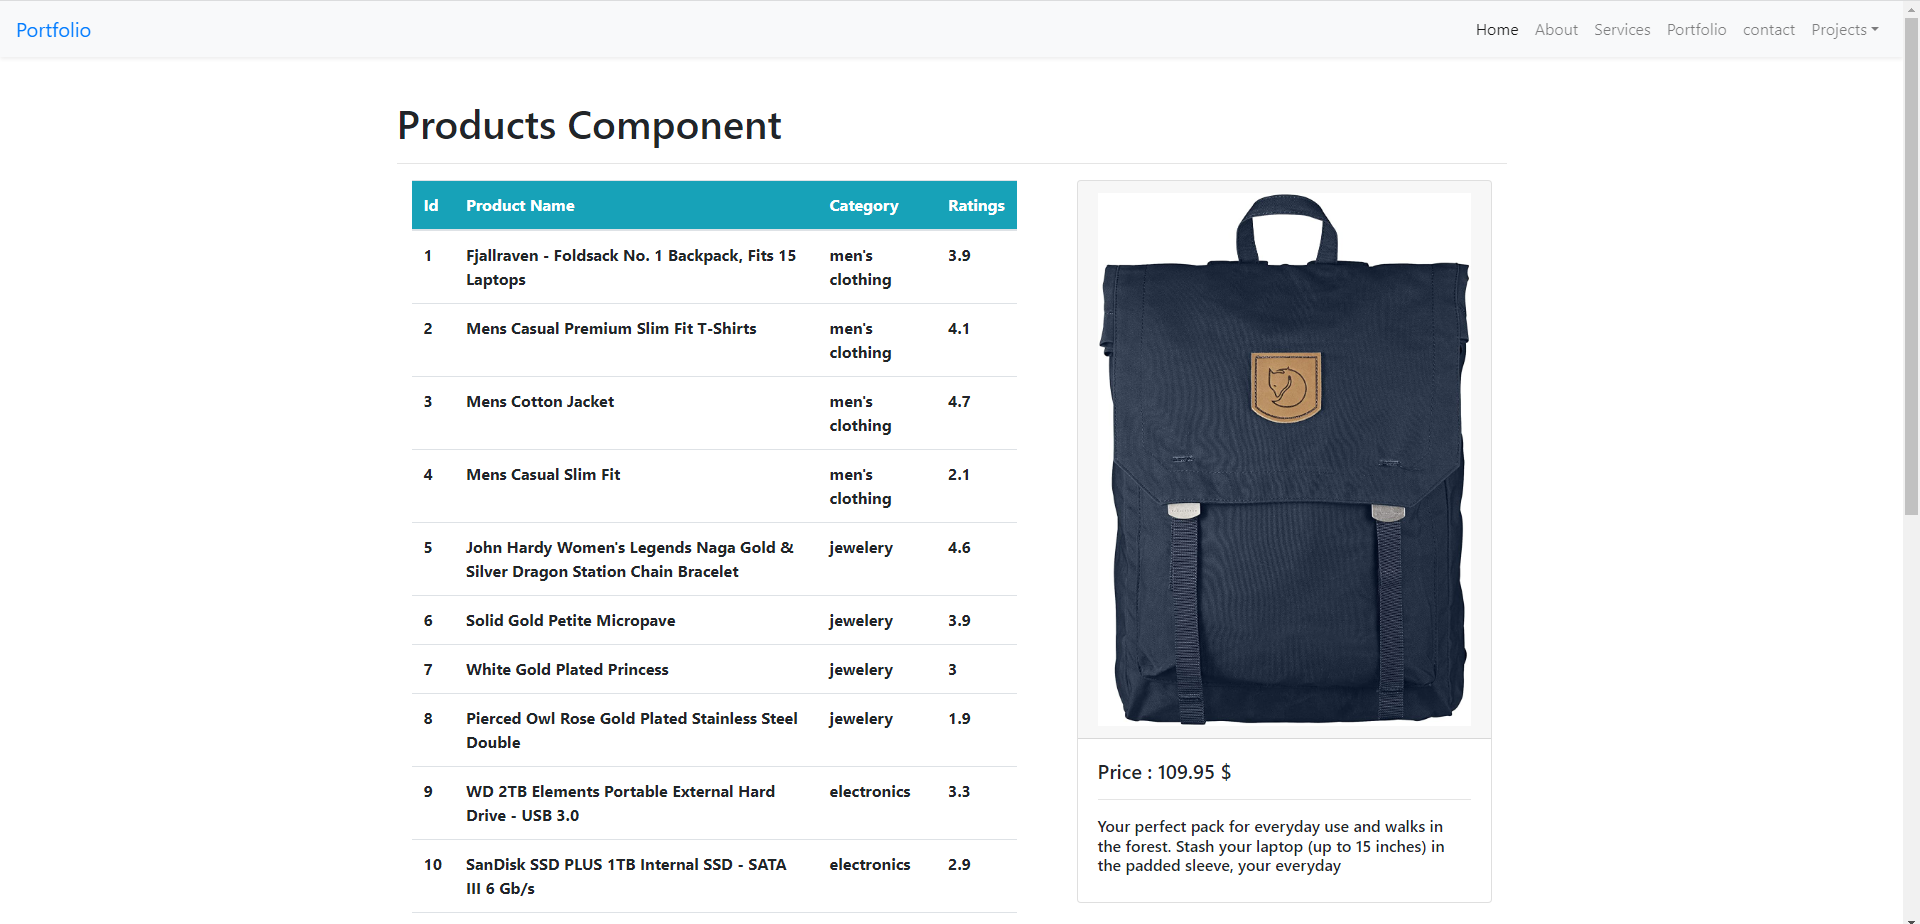 Portfolio
Home About Services Portfolio contact Projects
Products Component
Id Product Name Category Ratings
1 Fjallraven - Foldsack No. 1 Backpack, Fits 15 men's 3.9
Laptops clothing
2 Mens Casual Premium Slim Fit T-Shirts men's 4.1
clothing
3 Mens Cotton Jacket men's 4.7
clothing
4 Mens Casual Slim Fit men's 2.1
clothing
5 John Hardy Women's Legends Naga Gold & jewelery 4.6
Silver Dragon Station Chain Bracelet
6 Solid Gold Petite Micropave jewelery 3.9
7 White Gold Plated Princess jewelery 3
8 Pierced Owl Rose Gold Plated Stainless Steel jewelery 1.9
Double
9 WD 2TB Elements Portable External Hard electronics 3.3
Drive - USB 3.0
10 SanDisk SSD PLUS 1TB Internal SSD - SATA electronics 2.9
III 6 Gb/s
Price : 109.95 $
Your perfect pack for everyday use and walks in
the forest. Stash your laptop (up to 15 inches) in
the padded sleeve, your everyday